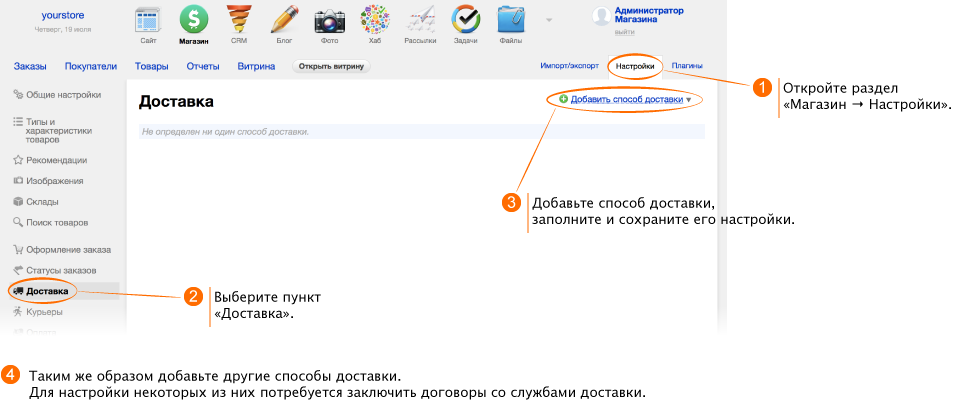 yourstore
Четверг, 19 июля
Сайт
Магазин
CRM
Блог
Фото
Хаб
Рассылки
Задачи
Файлы
Администратор
Магазина
выйти
Заказы
Покупатели
Товары
Отчеты
Витрина
Открыть витрину
Импорт/экспорт
Настройки
Плагины
1 Откройте раздел
«Магазин → Настройки».
Общие настройки
Типы и
характеристики
товаров
Рекомендации
Изображения
Склады
Поиск товаров
Оформление заказа
Статусы заказов
Доставка
Курьеры
Доставка
Добавить способ доставки
Не определен ни один способ доставки.
3 Добавьте способ доставки,
заполните и сохраните его настройки.
2 Выберите пункт
«Доставка».
4 Таким же образом добавьте другие способы доставки.
Для настройки некоторых из них потребуется заключить договоры со службами доставки.